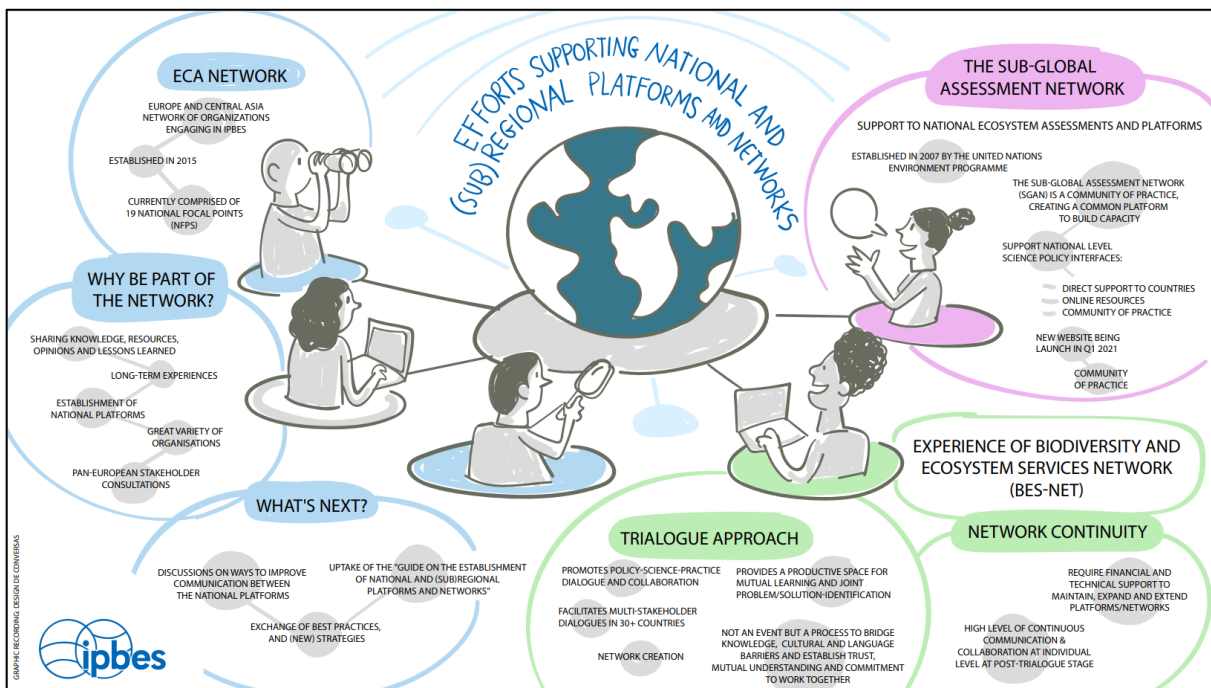 EFFORTS SUPPORTING NATIONAL AND
(SUB)REGIONAL PLATFORMS AND NETWORKS
ECA NETWORK
EUROPE AND CENTRAL ASIA
NETWORK OF ORGANIZATIONS
ENGAGING IN IPBES
ESTABLISHED IN 2015
CURRENTLY COMPRISED OF
19 NATIONAL FOCAL POINTS
(NFPS)
WHY BE PART OF
THE NETWORK?
SHARING KNOWLEDGE, RESOURCES,
OPINIONS AND LESSONS LEARNED
LONG-TERM EXPERIENCES
ESTABLISHMENT OF
NATIONAL PLATFORMS
GREAT VARIETY OF
ORGANISATIONS
PAN-EUROPEAN STAKEHOLDER
CONSULTATIONS
WHAT'S NEXT?
DISCUSSIONS ON WAYS TO IMPROVE
COMMUNICATION BETWEEN
THE NATIONAL PLATFORMS
UPTAKE OF THE "GUIDE ON THE ESTABLISHMENT
OF NATIONAL AND (SUB)REGIONAL
PLATFORMS AND NETWORKS"
EXCHANGE OF BEST PRACTICES,
AND (NEW) STRATEGIES
THE SUB-GLOBAL
ASSESSMENT NETWORK
SUPPORT TO NATIONAL ECOSYSTEM ASSESSMENTS AND PLATFORMS
ESTABLISHED IN 2007 BY THE UNITED NATIONS
ENVIRONMENT PROGRAMME
THE SUB-GLOBAL ASSESSMENT NETWORK
(SGAN) IS A COMMUNITY OF PRACTICE,
CREATING A COMMON PLATFORM
TO BUILD CAPACITY
SUPPORT NATIONAL LEVEL
SCIENCE POLICY INTERFACES:
DIRECT SUPPORT TO COUNTRIES
ONLINE RESOURCES
COMMUNITY OF PRACTICE
NEW WEBSITE BEING
LAUNCH IN Q1 2021
COMMUNITY
OF PRACTICE
EXPERIENCE OF BIODIVERSITY AND
ECOSYSTEM SERVICES NETWORK
(BES-NET)
TRIALOGUE APPROACH
PROMOTES POLICY-SCIENCE-PRACTICE
DIALOGUE AND COLLABORATION
FACILITATES MULTI-STAKEHOLDER
DIALOGUES IN 30+ COUNTRIES
NETWORK CREATION
PROVIDES A PRODUCTIVE SPACE FOR
MUTUAL LEARNING AND JOINT
PROBLEM/SOLUTION-IDENTIFICATION
NOT AN EVENT BUT A PROCESS TO BRIDGE
KNOWLEDGE, CULTURAL AND LANGUAGE
BARRIERS AND ESTABLISH TRUST,
MUTUAL UNDERSTANDING AND COMMITMENT
TO WORK TOGETHER
NETWORK CONTINUITY
REQUIRE FINANCIAL AND
TECHNICAL SUPPORT TO
MAINTAIN, EXPAND AND EXTEND
PLATFORMS/NETWORKS
HIGH LEVEL OF CONTINUOUS
COMMUNICATION &
COLLABORATION AT INDIVIDUAL
LEVEL AT POST-TRIALOGUE STAGE
GRAPHIC RECORDING: DESIGN DE CONVERSAS
ipbes